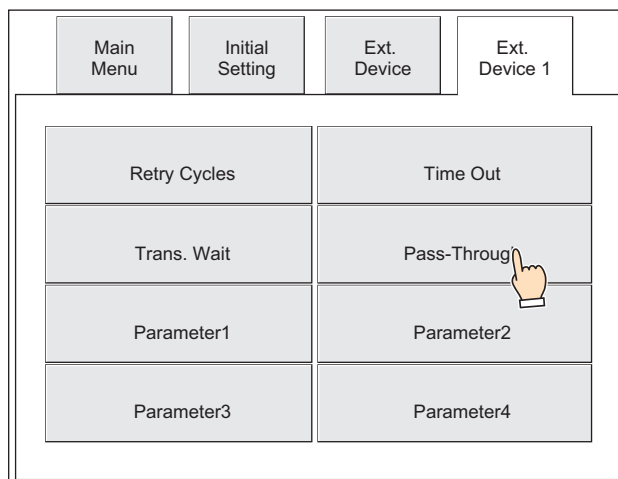 Main
Menu
Initial
Setting
Ext.
Device
Ext.
Device 1
Retry Cycles
Time Out
Trans. Wait
Pass-Through
Parameter1
Parameter2
Parameter3
Parameter4